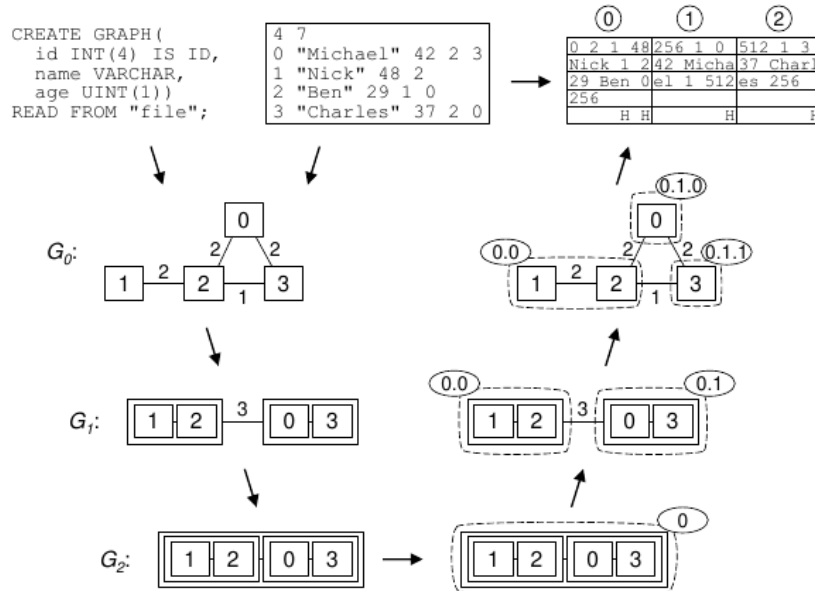 CREATE GRAPH(
id INT(4) IS ID,
name VARCHAR,
age UINT(1))
READ FROM "file";
4 7
0 "Michael" 42 2 3
1 "Nick" 48 2
2 "Ben" 29 1 0
3 "Charles" 37 2 0
0 1 2
0 2 1 48 256 1 0 512 1 3
Nick 1 2 42 Micha 37 Charl
29 Ben 0 el 1 512 es 256
256
H H H H
G0:
0
2 2
1 2 2 1 3
0.1.0
0.0 0
2 2 0.1.1
1 2 2 1 3
G1:
1 2 3 0 3
0.0 0.1
1 2 3 0 3
G2:
1 2 0 3
0
1 2 0 3